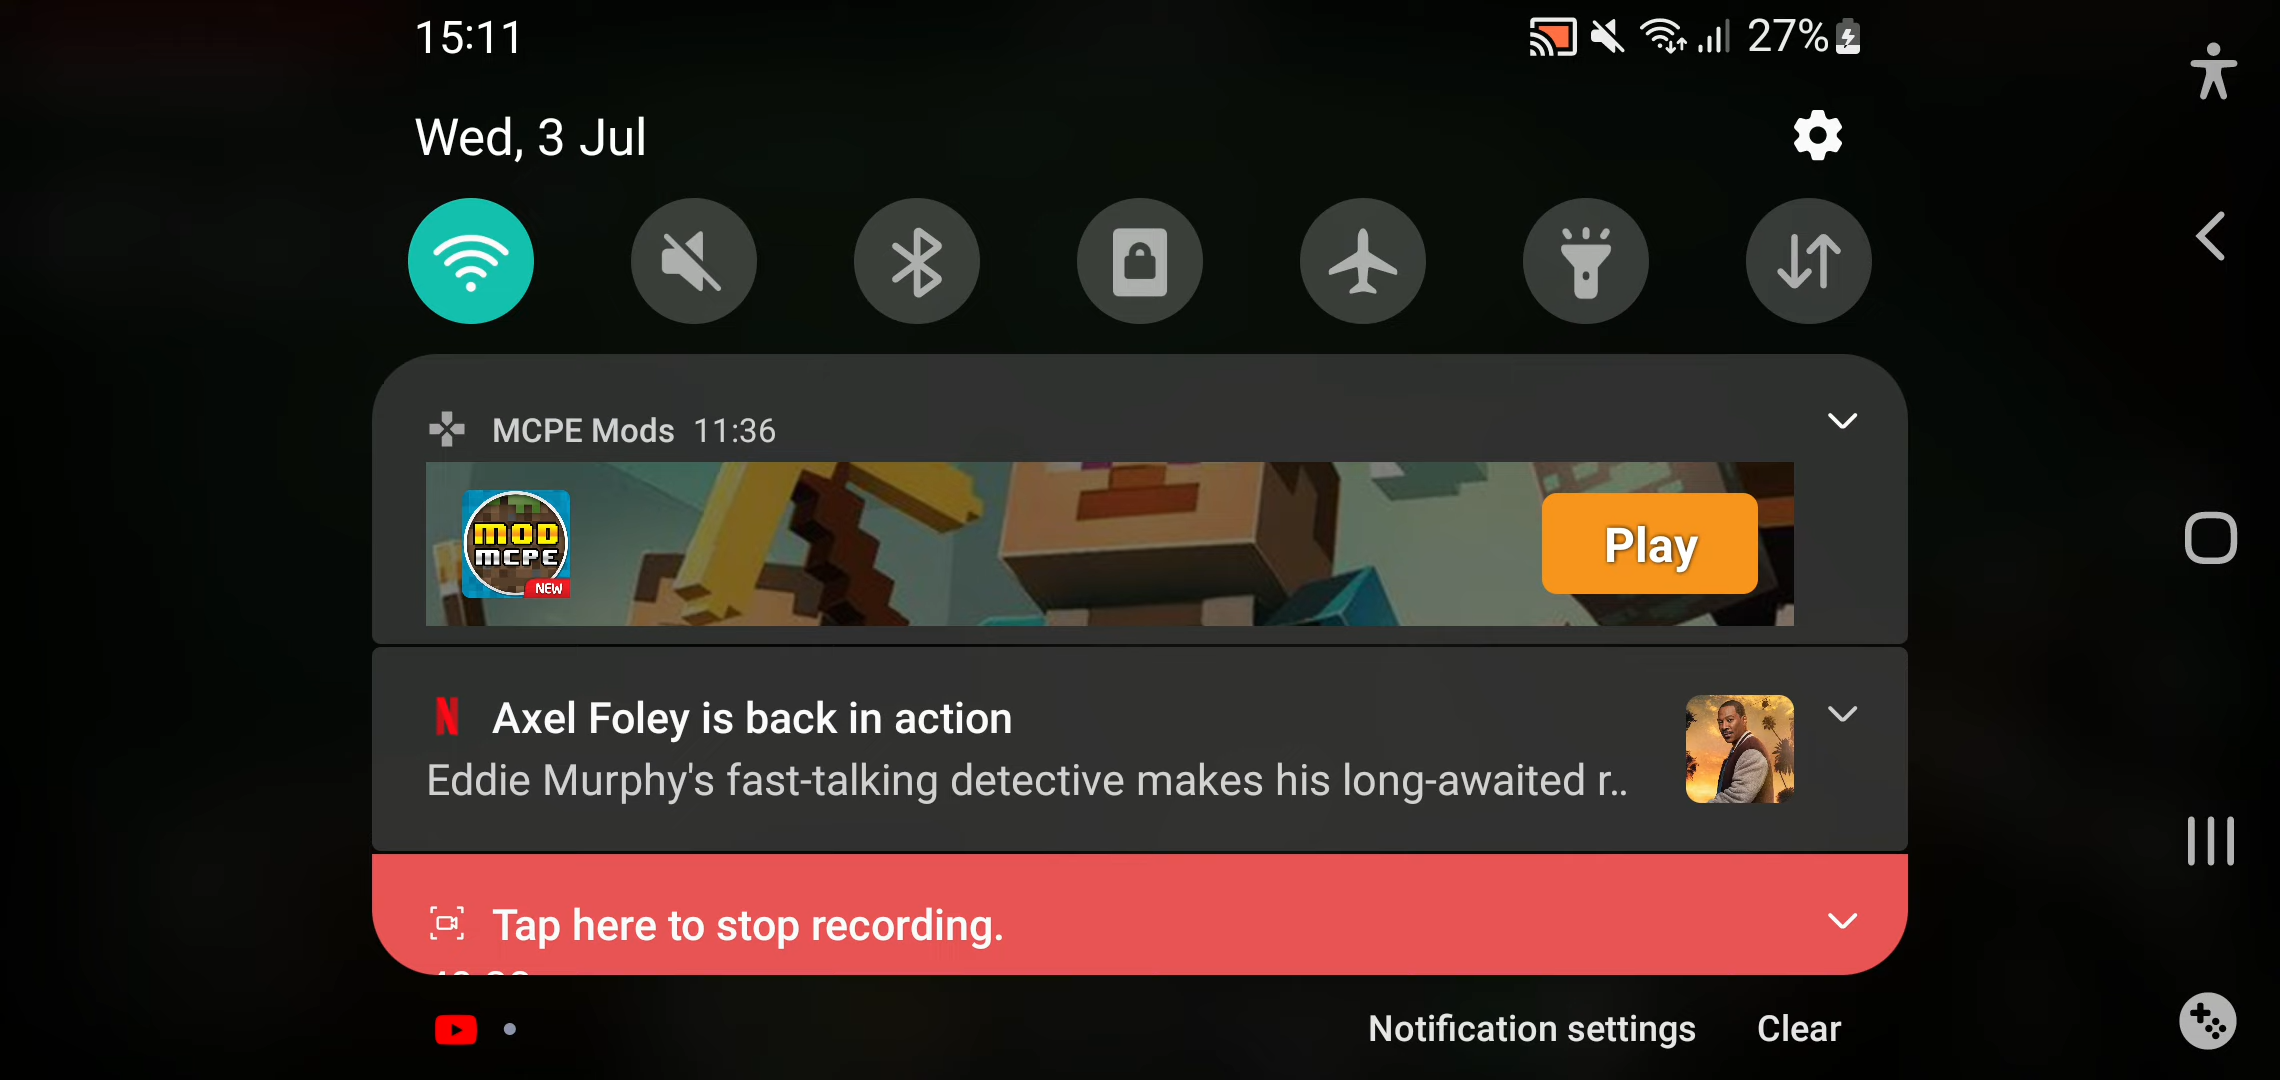 15:11
27%
Wed, 3 Jul
MCPE Mods 11:36
MOD
MCPE
NEW
Play
N Axel Foley is back in action
Eddie Murphy's fast-talking detective makes his long-awaited r..
Tap here to stop recording.
Notification settings Clear